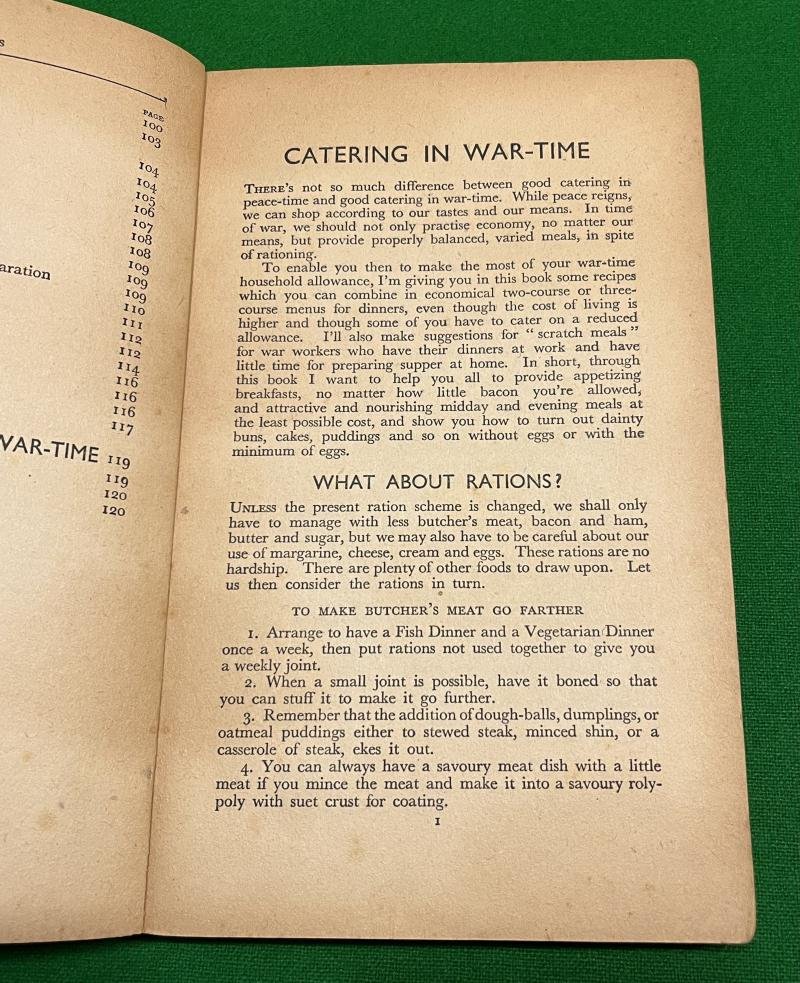 s
PAGE
100
103
104
104
105
106
107
108
108
109
aration
109
109
110
111
112
112
114
116
116
116
117
WAR-TIME 119
119
120
120
CATERING IN WAR-TIME
THERE'S not so much difference between good catering in
peace-time and good catering in war-time. While peace reigns,
we can shop according to our tastes and our means. In time
of war, we should not only practise economy, no matter our
means, but provide properly balanced, varied meals, in spite
of rationing.
To enable you then to make the most of your war-time
household allowance, I'm giving you in this book some recipes
which you can combine in economical two-course or three-
course menus for dinners, even though the cost of living is
higher and though some of you have to cater on a reduced
allowance. I'll also make suggestions for "scratch meals"
for war workers who have their dinners at work and have
little time for preparing supper at home. In short, through
this book I want to help you all to provide appetizing
breakfasts, no matter how little bacon you're allowed,
and attractive and nourishing midday and evening meals at
the least possible cost, and show you how to turn out dainty
buns, cakes, puddings and so on without eggs or with the
minimum of eggs.
WHAT ABOUT RATIONS?
UNLESS the present ration scheme is changed, we shall only
have to manage with less butcher's meat, bacon and ham,
butter and sugar, but we may also have to be careful about our
use of margarine, cheese, cream and eggs. These rations are no
hardship. There are plenty of other foods to draw upon. Let
us then consider the rations in turn.
TO MAKE BUTCHER'S MEAT GO FARTHER
1. Arrange to have a Fish Dinner and a Vegetarian Dinner
once a week, then put rations not used together to give you
a weekly joint.
2. When a small joint is possible, have it boned so that
you can stuff it to make it go further.
3. Remember that the addition of dough-balls, dumplings, or
oatmeal puddings either to stewed steak, minced shin, or a
casserole of steak, ekes it out.
4. You can always have a savoury meat dish with a little
meat if you mince the meat and make it into a savoury roly-
poly with suet crust for coating.
1